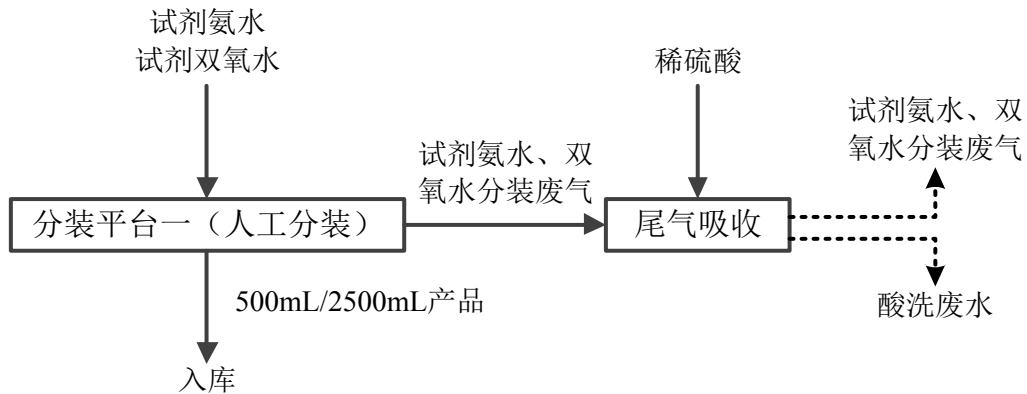 试剂氨水
试剂双氧水
稀硫酸
试剂氨水、双
氧水分装废气
试剂氨水、双
氧水分装废气
分装平台一（人工分装）
尾气吸收
500mL/2500mL产品
酸洗废水
入库